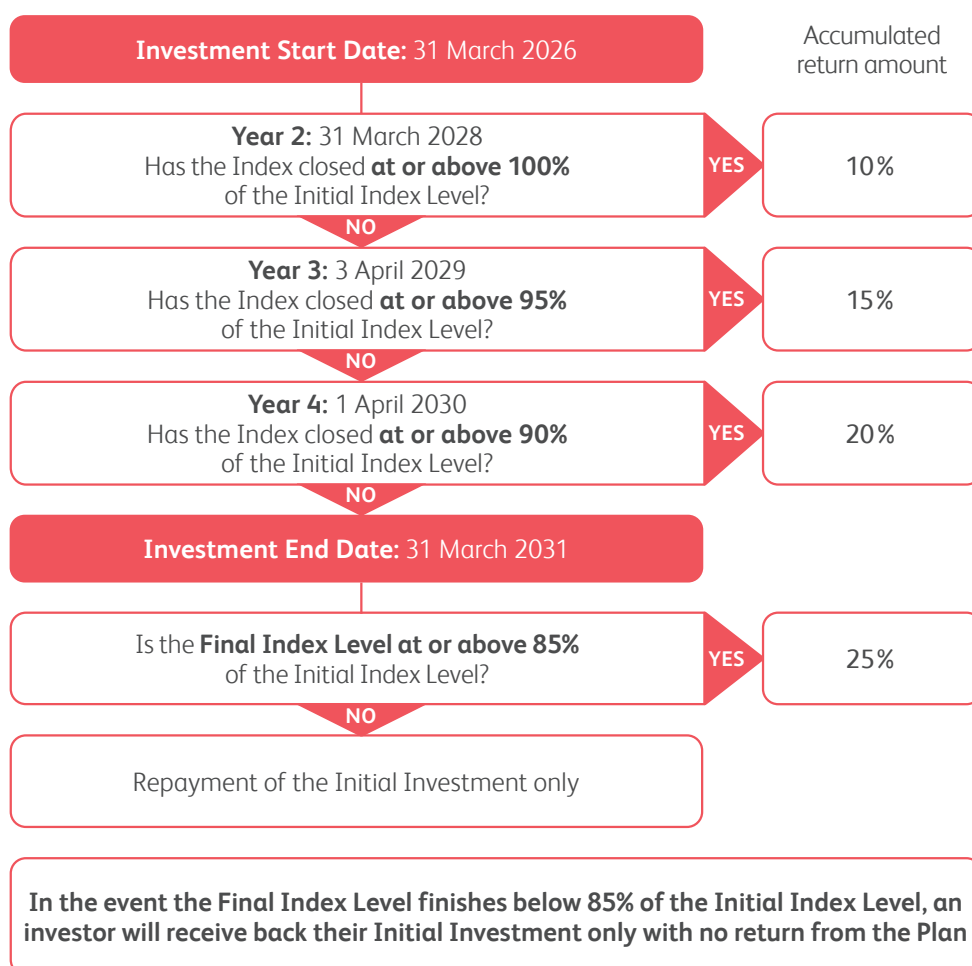 Investment Start Date: 31 March 2026
Accumulated
return amount
Year 2: 31 March 2028
Has the Index closed at or above 100%
of the Initial Index Level?
YES
10%
NO
Year 3: 3 April 2029
Has the Index closed at or above 95%
of the Initial Index Level?
YES
15%
NO
Year 4: 1 April 2030
Has the Index closed at or above 90%
of the Initial Index Level?
YES
20%
NO
Investment End Date: 31 March 2031
Is the Final Index Level at or above 85%
of the Initial Index Level?
YES
25%
NO
Repayment of the Initial Investment only
In the event the Final Index Level finishes below 85% of the Initial Index Level, an
investor will receive back their Initial Investment only with no return from the Plan